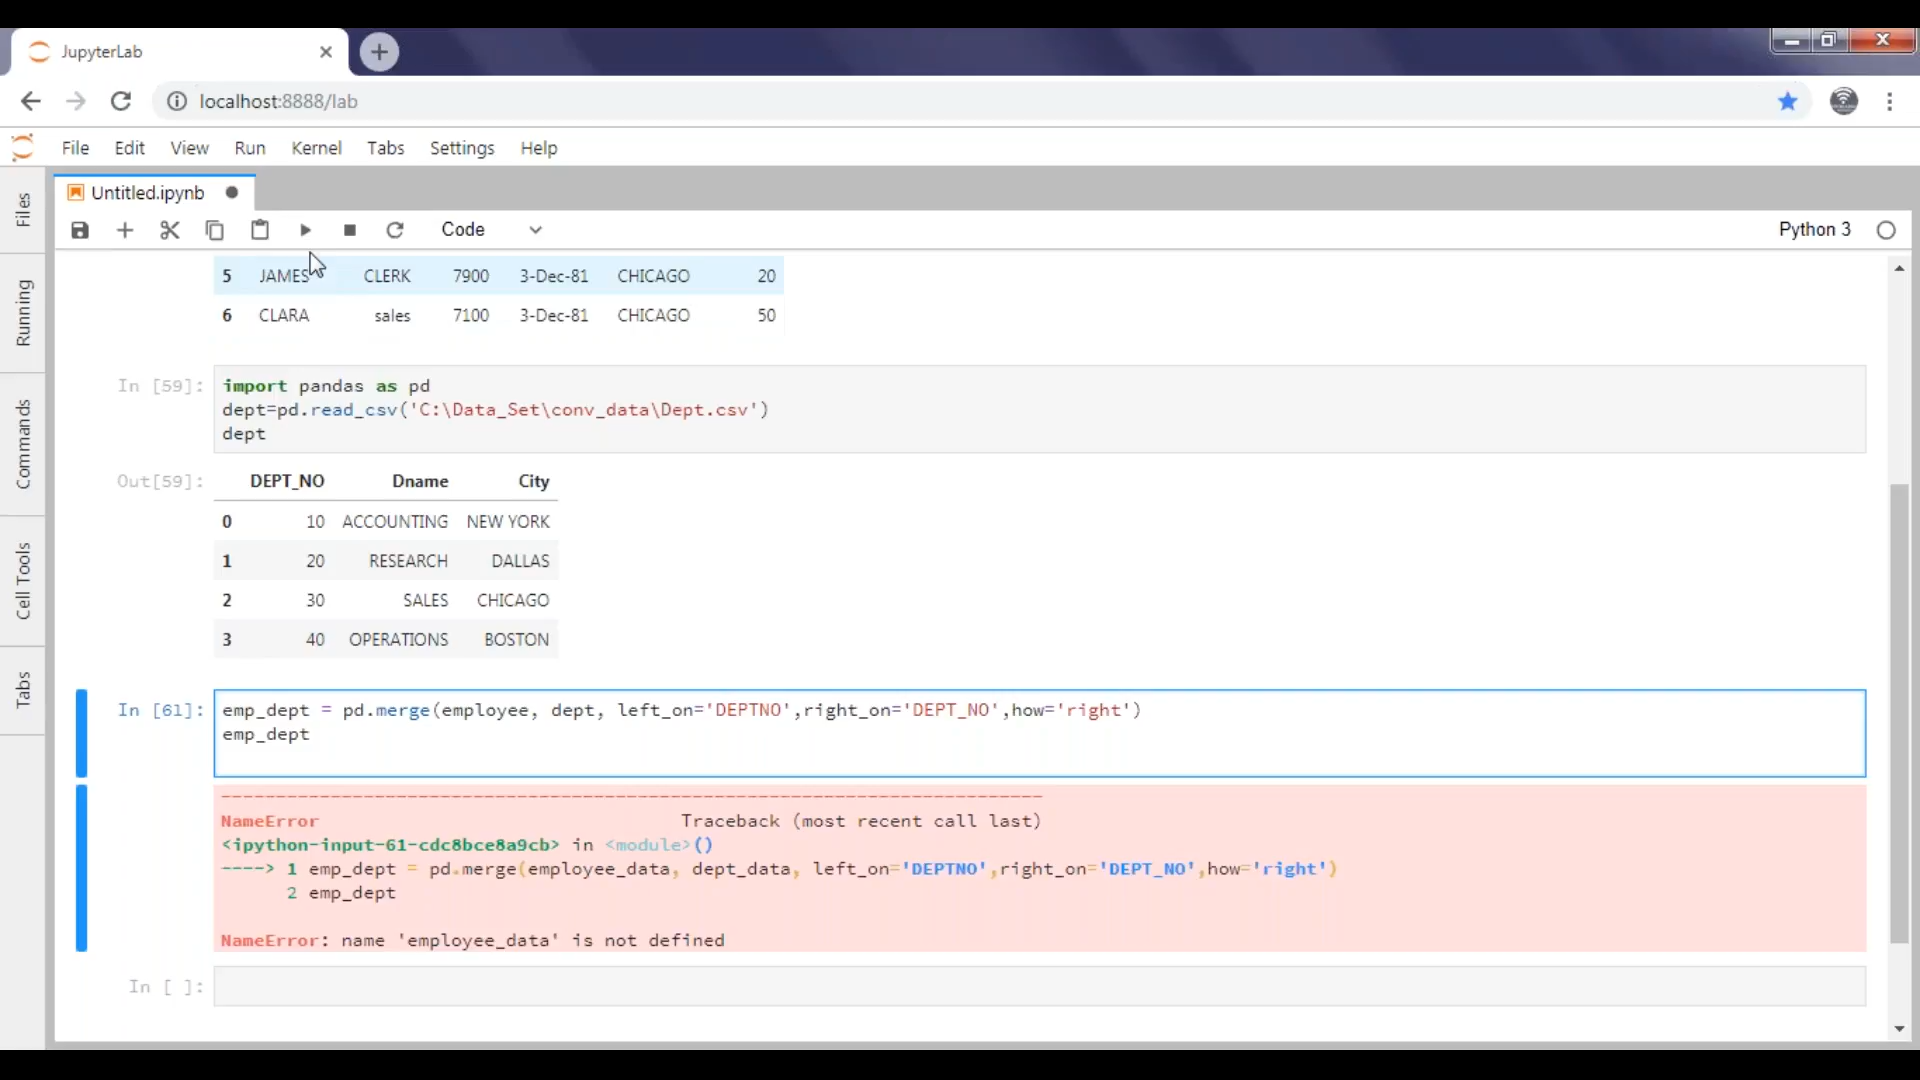 JupyterLab
localhost:8888/lab
File Edit View Run Kernel Tabs Settings Help
Untitled.ipynb
Code
Python 3
Files
Running
Commands
Cell Tools
Tabs
5 JAMES CLERK 7900 3-Dec-81 CHICAGO 20
6 CLARA sales 7100 3-Dec-81 CHICAGO 50
In [59]:
import pandas as pd
dept=pd.read_csv('C:\Data_Set\conv_data\Dept.csv')
dept
Out[59]:
DEPT_NO Dname City
0 10 ACCOUNTING NEW YORK
1 20 RESEARCH DALLAS
2 30 SALES CHICAGO
3 40 OPERATIONS BOSTON
In [61]:
emp_dept = pd.merge(employee, dept, left_on='DEPTNO',right_on='DEPT_NO',how='right')
emp_dept
---------------------------------------------------------------------------
NameError Traceback (most recent call last)
<ipython-input-61-cdc8bce8a9cb> in <module>()
----> 1 emp_dept = pd.merge(employee_data, dept_data, left_on='DEPTNO',right_on='DEPT_NO',how='right')
2 emp_dept
NameError: name 'employee_data' is not defined
In [ ]: